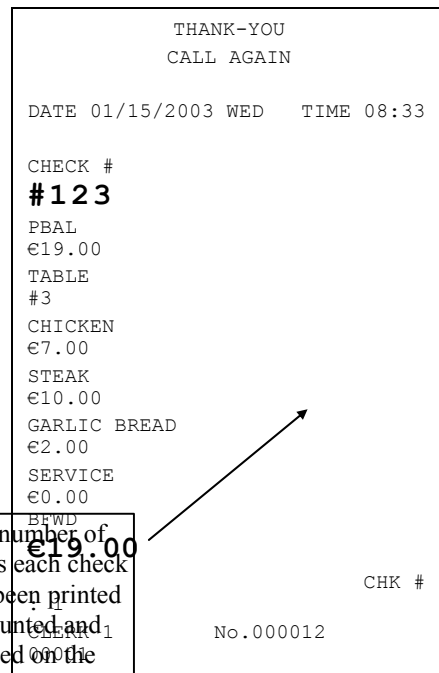 THANK-YOU
CALL AGAIN
DATE 01/15/2003 WED TIME 08:33
CHECK #
#123
PBAL
€19.00
TABLE
#3
CHICKEN
€7.00
STEAK
€10.00
GARLIC BREAD
€2.00
SERVICE
€0.00
BFWD
€19.00
CHK #
: 1
CLERK 1 No.000012
00001
number of
s each check
been printed
unted and
ed on the